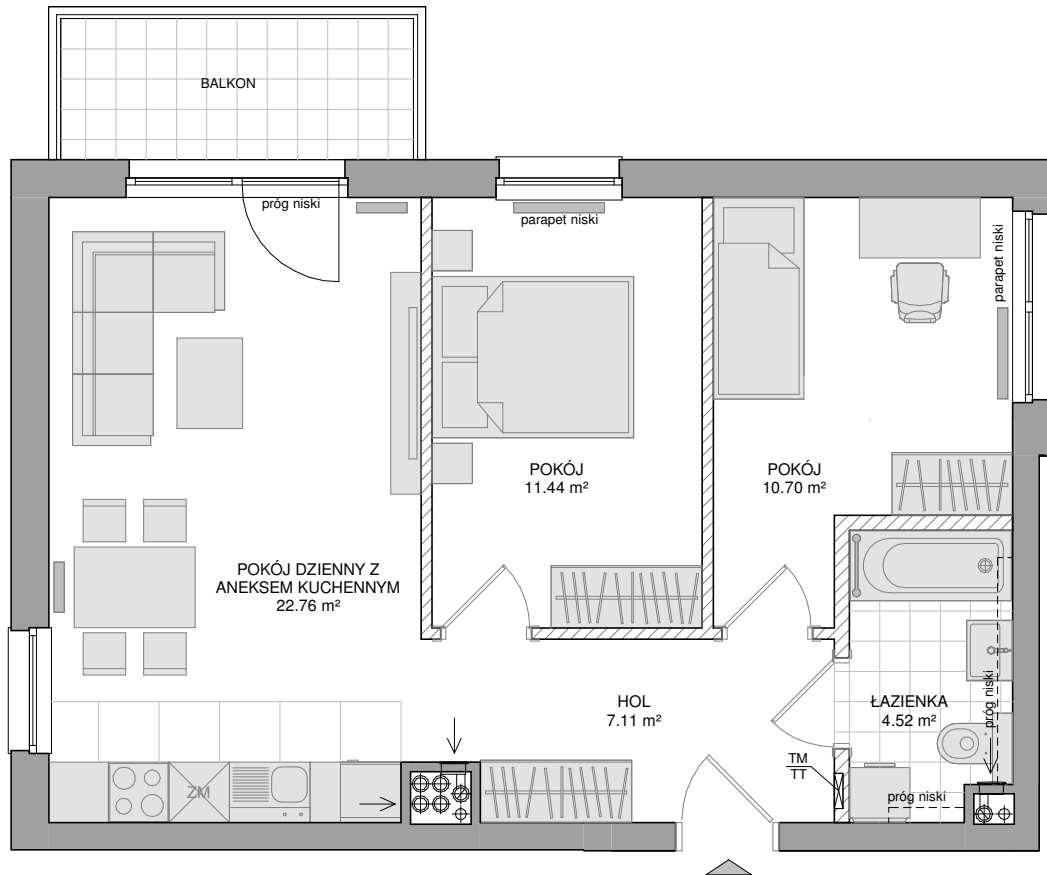 BALKON
próg niski
parapet niski
parapet niski
POKÓJ
11.44 m²
POKÓJ
10.70 m²
POKÓJ DZIENNY Z
ANEKSEM KUCHENNYM
22.76 m²
HOL
7.11 m²
ŁAZIENKA
4.52 m²
próg niski
TM
TT
ZM
próg niski